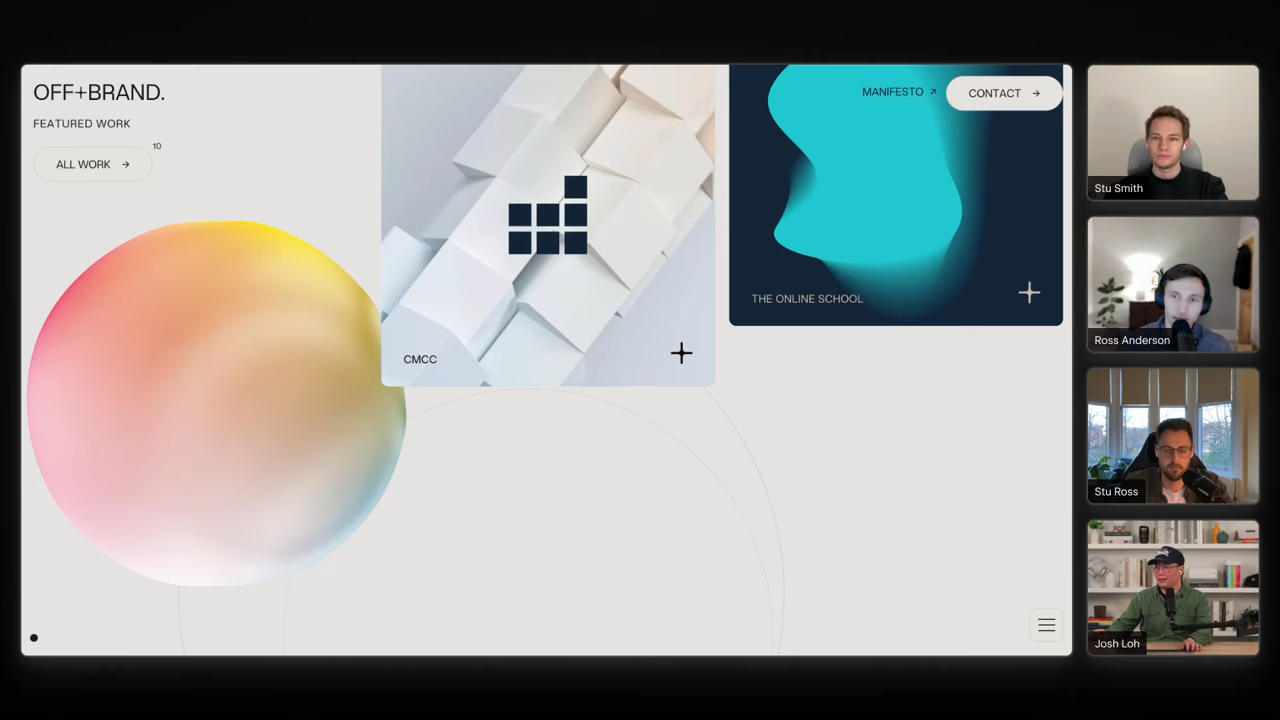 OFF+BRAND.
FEATURED WORK
ALL WORK →
10
MANIFESTO ↗
CONTACT →
CMCC
THE ONLINE SCHOOL
Stu Smith
Ross Anderson
Stu Ross
Josh Loh